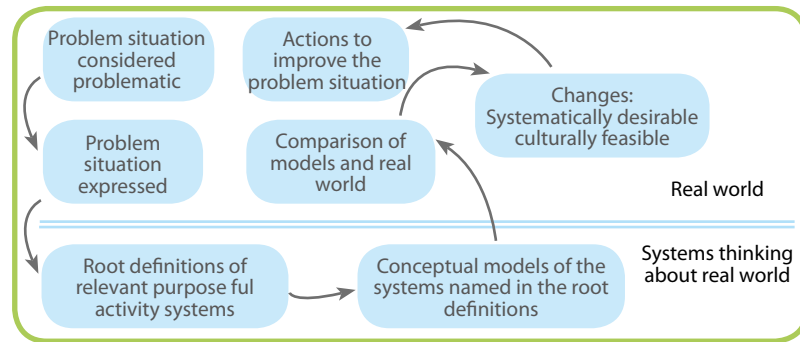 Problem situation
considered
problematic
Problem
situation
expressed
Root definitions of
relevant purpose ful
activity systems
Conceptual models of the
systems named in the root
definitions
Comparison of
models and real
world
Changes:
Systematically desirable
culturally feasible
Actions to
improve the
problem situation
Real world
Systems thinking
about real world